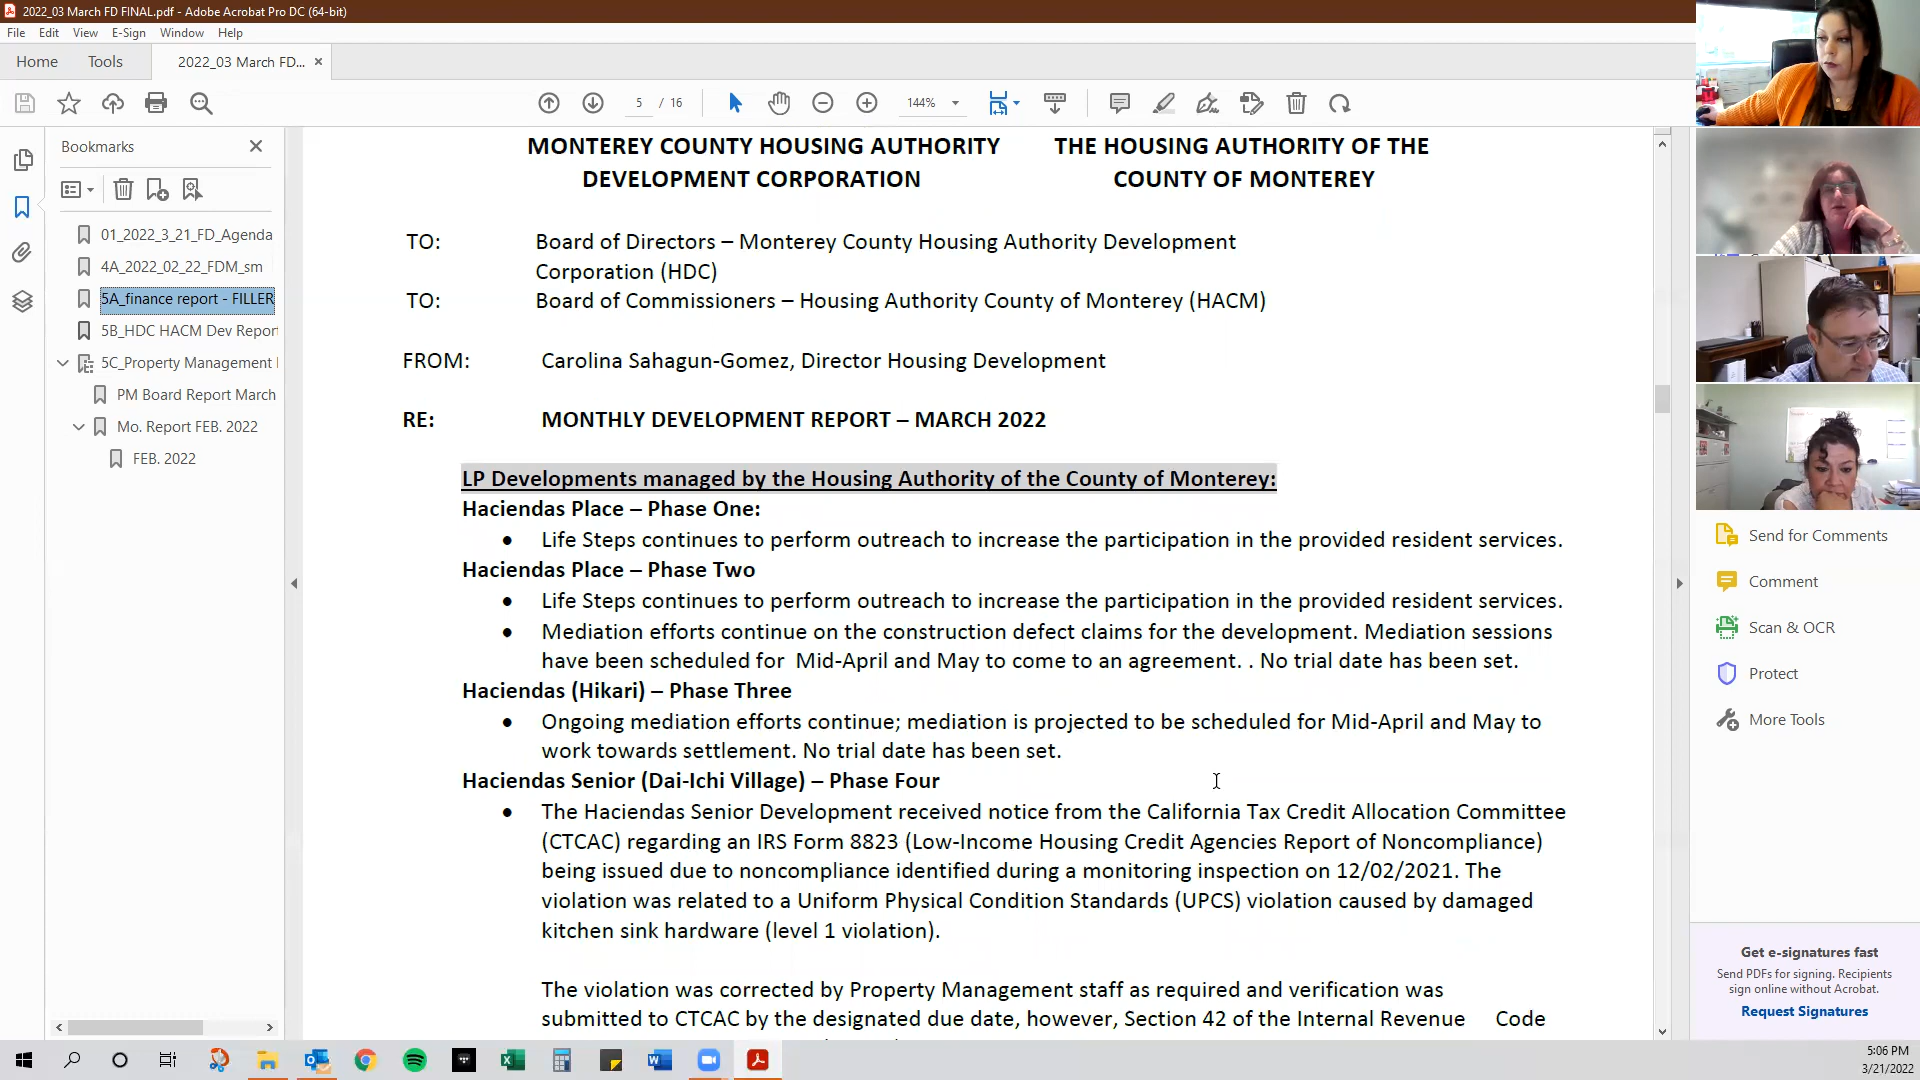 2022_03 March FD FINAL.pdf - Adobe Acrobat Pro DC (64-bit)
File Edit View E-Sign Window Help
Home Tools 2022_03 March FD... ×
5 / 16 144%
Bookmarks
01_2022_3_21_FD_Agenda
4A_2022_02_22_FDM_sm
5A_finance report - FILLER
5B_HDC HACM Dev Report
5C_Property Management
PM Board Report March
Mo. Report FEB. 2022
FEB. 2022
MONTEREY COUNTY HOUSING AUTHORITY
DEVELOPMENT CORPORATION
THE HOUSING AUTHORITY OF THE
COUNTY OF MONTEREY
TO: Board of Directors – Monterey County Housing Authority Development
Corporation (HDC)
TO: Board of Commissioners – Housing Authority County of Monterey (HACM)
FROM: Carolina Sahagun-Gomez, Director Housing Development
RE: MONTHLY DEVELOPMENT REPORT – MARCH 2022
LP Developments managed by the Housing Authority of the County of Monterey:
Haciendas Place – Phase One:
• Life Steps continues to perform outreach to increase the participation in the provided resident services.
Haciendas Place – Phase Two
• Life Steps continues to perform outreach to increase the participation in the provided resident services.
• Mediation efforts continue on the construction defect claims for the development. Mediation sessions
have been scheduled for Mid-April and May to come to an agreement. . No trial date has been set.
Haciendas (Hikari) – Phase Three
• Ongoing mediation efforts continue; mediation is projected to be scheduled for Mid-April and May to
work towards settlement. No trial date has been set.
Haciendas Senior (Dai-Ichi Village) – Phase Four
• The Haciendas Senior Development received notice from the California Tax Credit Allocation Committee
(CTCAC) regarding an IRS Form 8823 (Low-Income Housing Credit Agencies Report of Noncompliance)
being issued due to noncompliance identified during a monitoring inspection on 12/02/2021. The
violation was related to a Uniform Physical Condition Standards (UPCS) violation caused by damaged
kitchen sink hardware (level 1 violation).
The violation was corrected by Property Management staff as required and verification was
submitted to CTCAC by the designated due date, however, Section 42 of the Internal Revenue Code
Send for Comments
Comment
Scan & OCR
Protect
More Tools
Get e-signatures fast
Send PDFs for signing. Recipients
sign online without Acrobat.
Request Signatures
5:06 PM
3/21/2022